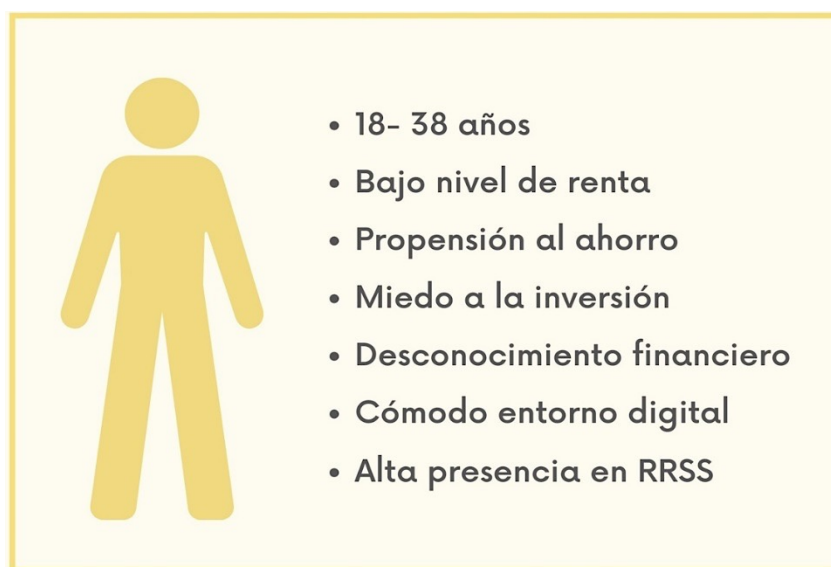 • 18- 38 años
• Bajo nivel de renta
• Propensión al ahorro
• Miedo a la inversión
• Desconocimiento financiero
• Cómodo entorno digital
• Alta presencia en RRSS